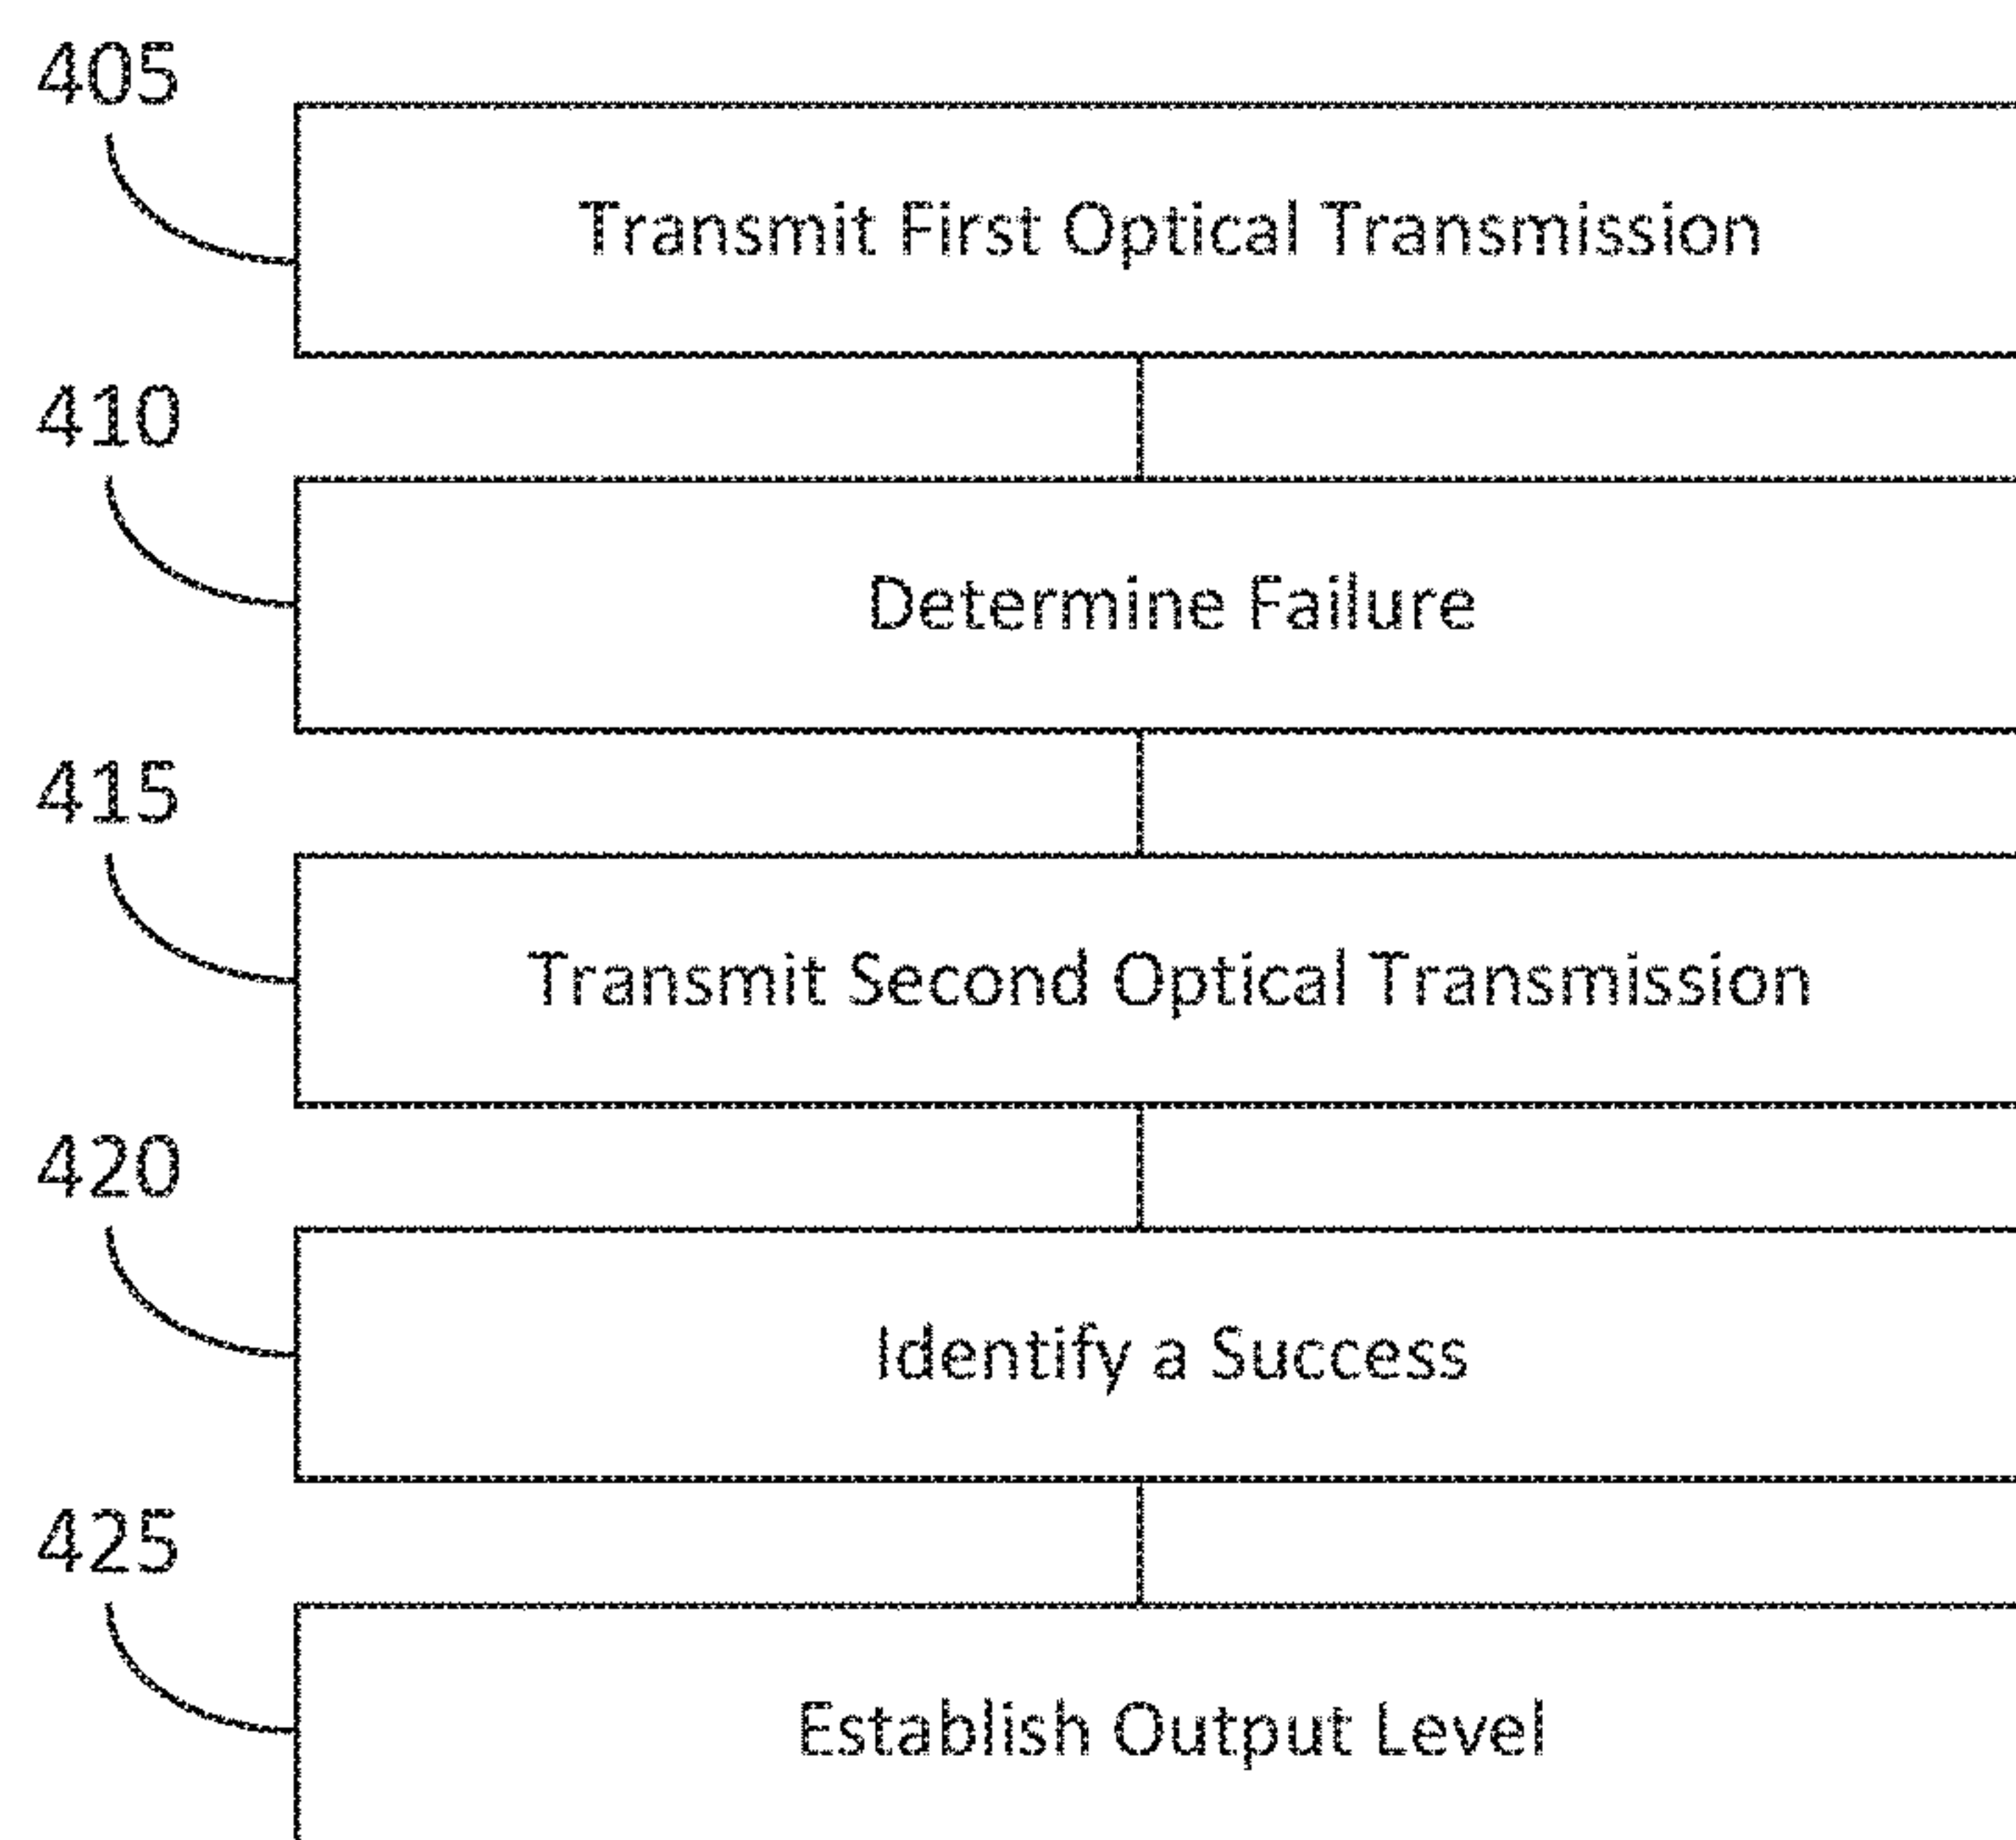 405
Transmit First Optical Transmission
410
Determine Failure
415
Transmit Second Optical Transmission
420
Identify a Success
425
Establish Output Level